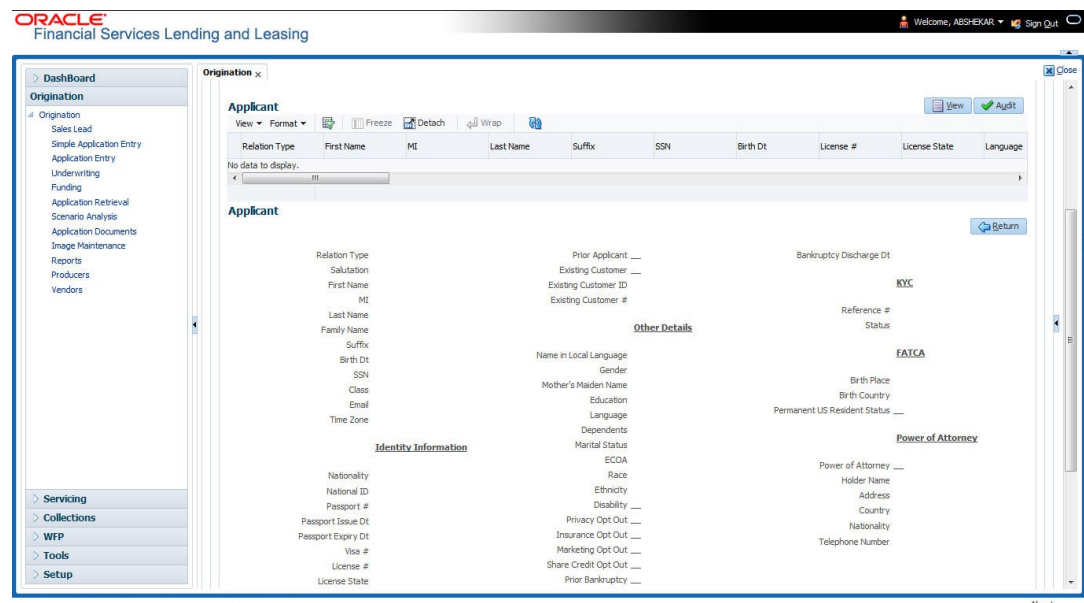 ORACLE
Financial Services Lending and Leasing
Welcome, ABSHEKAR
Sign Out
Close
DashBoard
Origination
Origination
Sales Lead
Simple Application Entry
Application Entry
Underwriting
Funding
Application Retrieval
Scenario Analysis
Application Documents
Image Maintenance
Reports
Producers
Vendors
Servicing
Collections
WFP
Tools
Setup
Origination
Applicant
View
Audit
View Format Freeze Detach Wrap
Relation Type First Name MI Last Name Suffix SSN Birth Dt License # License State Language
No data to display.
Applicant
Return
Relation Type
Salutation
First Name
MI
Last Name
Family Name
Suffix
Birth Dt
SSN
Class
Email
Time Zone
Identity Information
Nationality
National ID
Passport #
Passport Issue Dt
Passport Expiry Dt
Visa #
License #
License State
Prior Applicant
Existing Customer
Existing Customer ID
Existing Customer #
Other Details
Name in Local Language
Gender
Mother's Maiden Name
Education
Language
Dependents
Marital Status
ECOA
Race
Ethnicity
Disability
Privacy Opt Out
Insurance Opt Out
Marketing Opt Out
Share Credit Opt Out
Prior Bankruptcy
Bankruptcy Discharge Dt
KYC
Reference #
Status
FATCA
Birth Place
Birth Country
Permanent US Resident Status
Power of Attorney
Power of Attorney
Holder Name
Address
Country
Nationality
Telephone Number